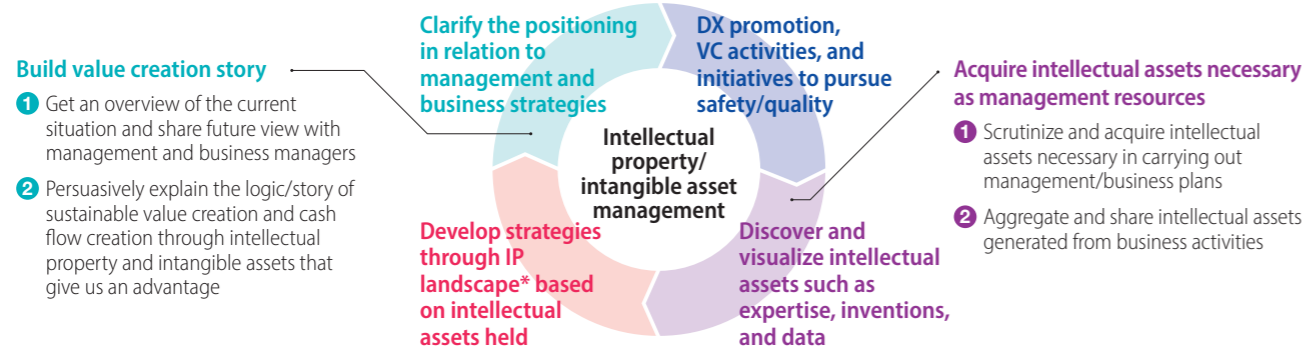 Build value creation story
1 Get an overview of the current
situation and share future view with
management and business managers
2 Persuasively explain the logic/story of
sustainable value creation and cash
flow creation through intellectual
property and intangible assets that
give us an advantage
Clarify the positioning
in relation to
management and
business strategies
DX promotion,
VC activities, and
initiatives to pursue
safety/quality
Intellectual
property/
intangible asset
management
Develop strategies
through IP
landscape* based
on intellectual
assets held
Discover and
visualize intellectual
assets such as
expertise, inventions,
and data
Acquire intellectual assets necessary
as management resources
1 Scrutinize and acquire intellectual
assets necessary in carrying out
management/business plans
2 Aggregate and share intellectual assets
generated from business activities